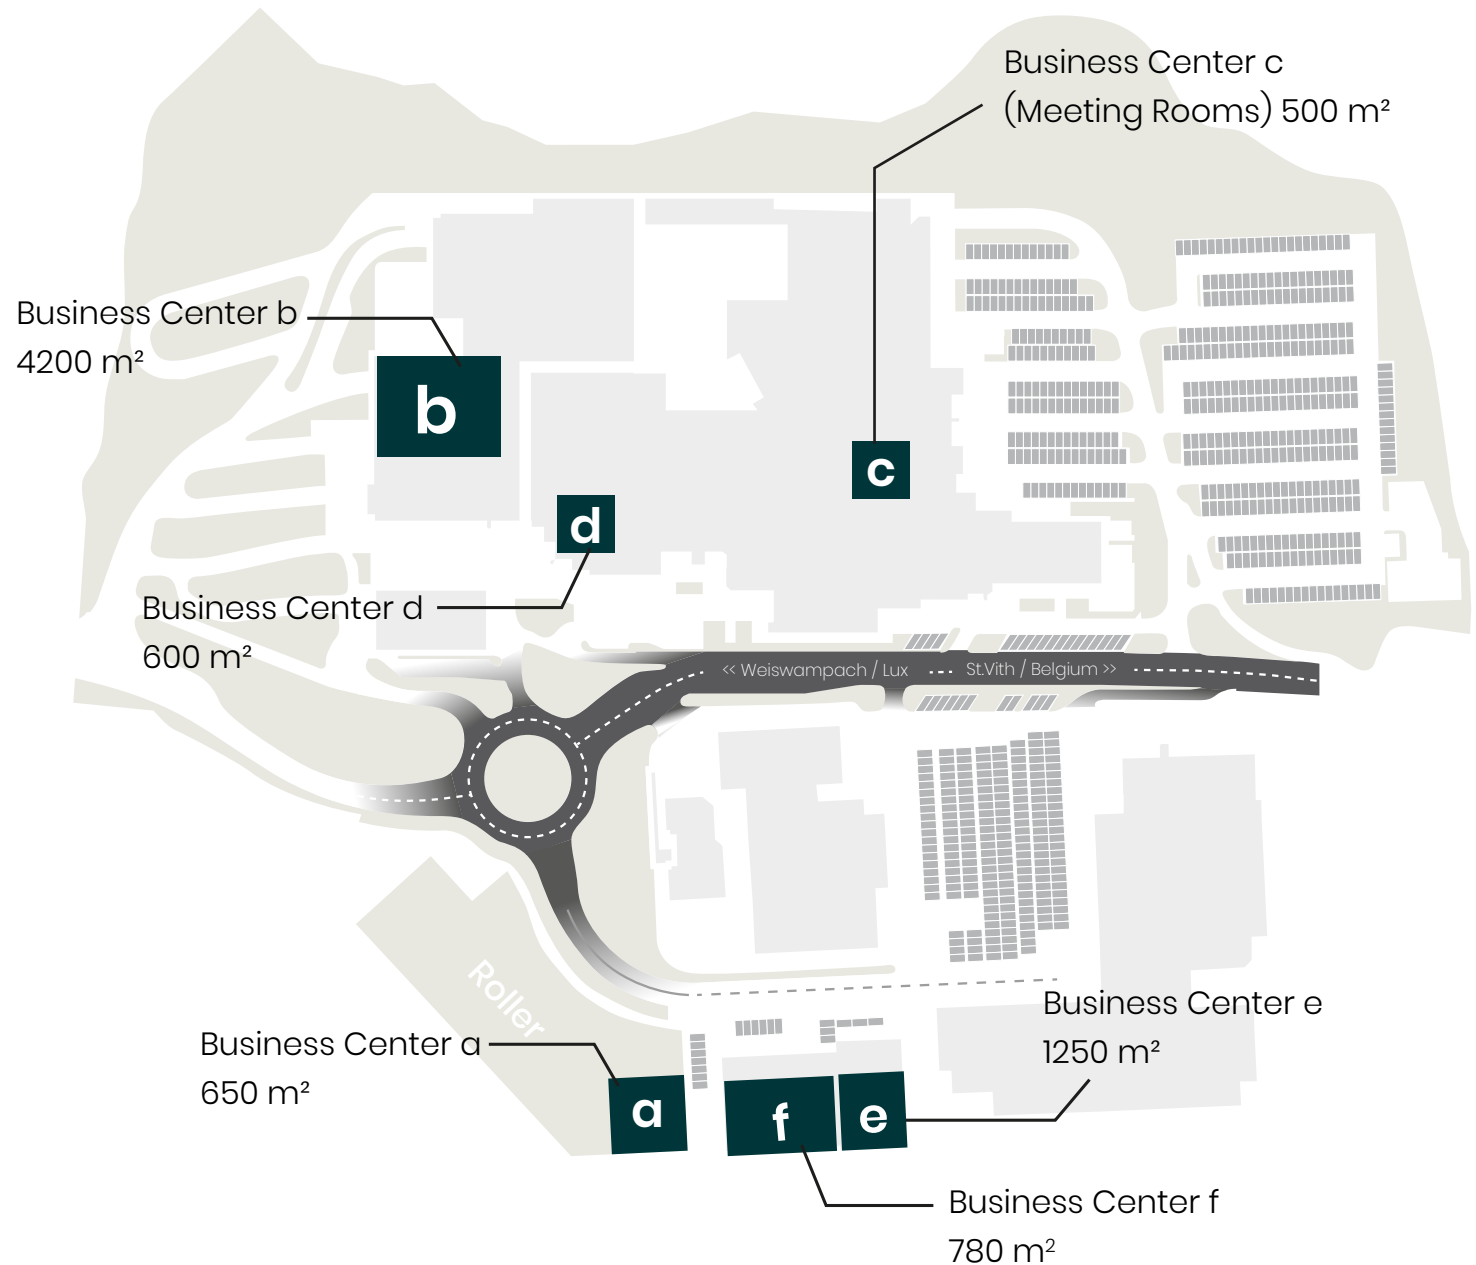 Business Center c
(Meeting Rooms) 500 m²
Business Center b
4200 m²
b
c
d
Business Center d
600 m²
<< Weiswampach / Lux
St.Vith / Belgium >>
Roller
Business Center e
1250 m²
Business Center a
650 m²
a
f
e
Business Center f
780 m²